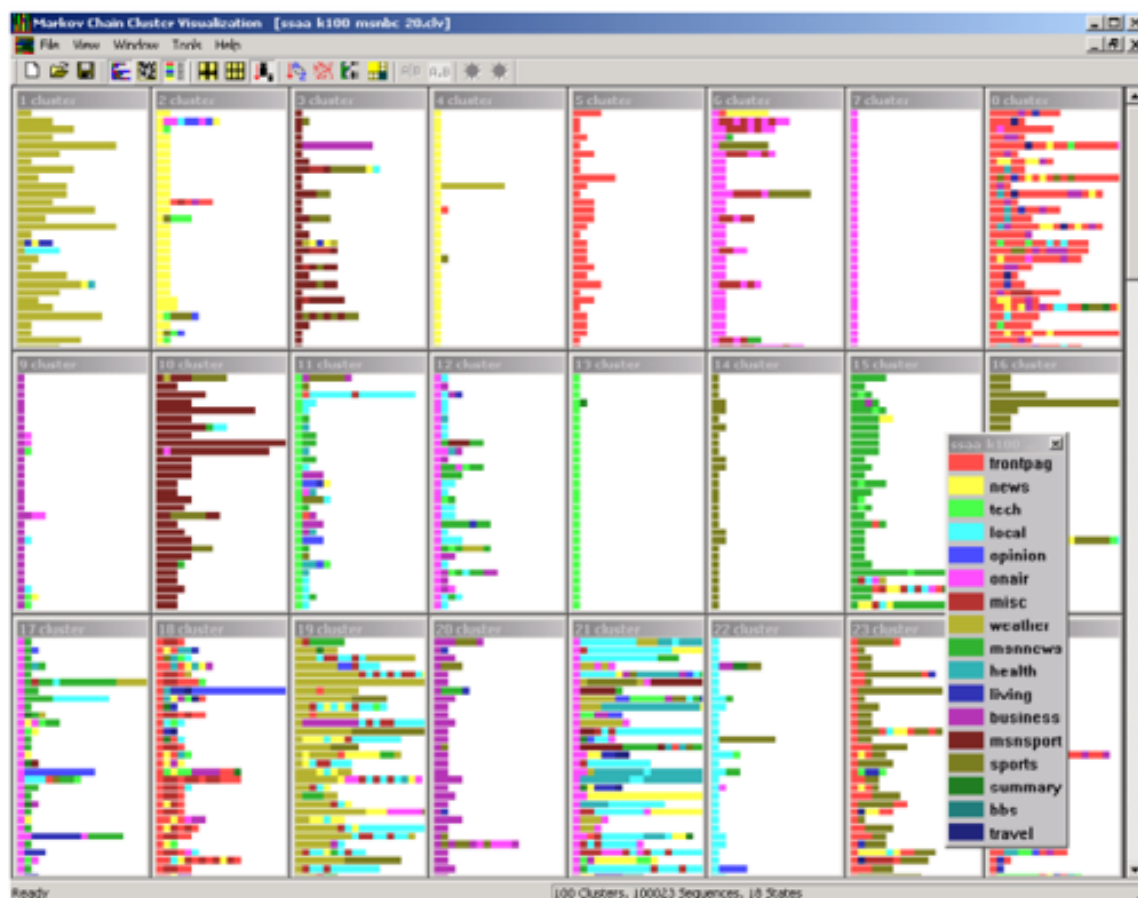 Markov Chain Cluster Visualization [ssaa k100 msnbc 20.clv]
File View Window Tools Help
1 cluster 2 cluster 3 cluster 4 cluster 5 cluster 6 cluster 7 cluster 8 cluster
9 cluster 10 cluster 11 cluster 12 cluster 13 cluster 14 cluster 15 cluster 16 cluster
ssaa k100
frontpag
news
tech
local
opinion
onair
misc
weather
msnnews
health
living
business
msnsport
sports
summary
bbs
travel
17 cluster 18 cluster 19 cluster 20 cluster 21 cluster 22 cluster 23 cluster
Ready 100 Clusters, 100023 Sequences, 18 States